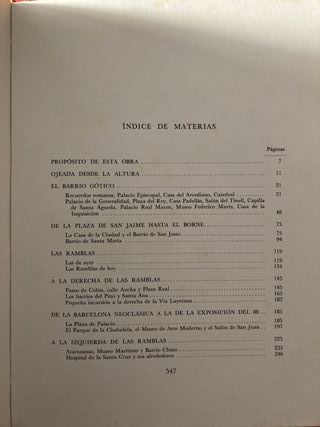 ÍNDICE DE MATERIAS
Páginas
PROPÓSITO DE ESTA OBRA 7
OJEADA DESDE LA ALTURA 11
EL BARRIO GÓTICO 21
Recuerdos romanos, Palacio Episcopal, Casa del Arcediano, Catedral 21
Palacio de la Generalidad, Plaza del Rey, Casa Padellás, Salón del Tinell, Capilla
de Santa Águeda, Palacio Real Mayor, Museo Federico Marés, Casa de la
Inquisición 48
DE LA PLAZA DE SAN JAIME HASTA EL BORNE 75
La Casa de la Ciudad y el Barrio de San Justo 75
Barrio de Santa María 94
LAS RAMBLAS 119
Las de ayer 119
Las Ramblas de hoy 134
A LA DERECHA DE LAS RAMBLAS 145
Paseo de Colón, calle Ancha y Plaza Real 145
Los barrios del Pino y Santa Ana 165
Pequeña incursión a la derecha de la Vía Layetana 182
DE LA BARCELONA NEOCLÁSICA A LA DE LA EXPOSICIÓN DEL 88 185
La Plaza de Palacio 185
El Parque de la Ciudadela, el Museo de Arte Moderno y el Salón de San Juan 197
A LA IZQUIERDA DE LAS RAMBLAS 225
Atarazanas, Museo Marítimo y Barrio Chino 225
Hospital de la Santa Cruz y sus alrededores 246
547